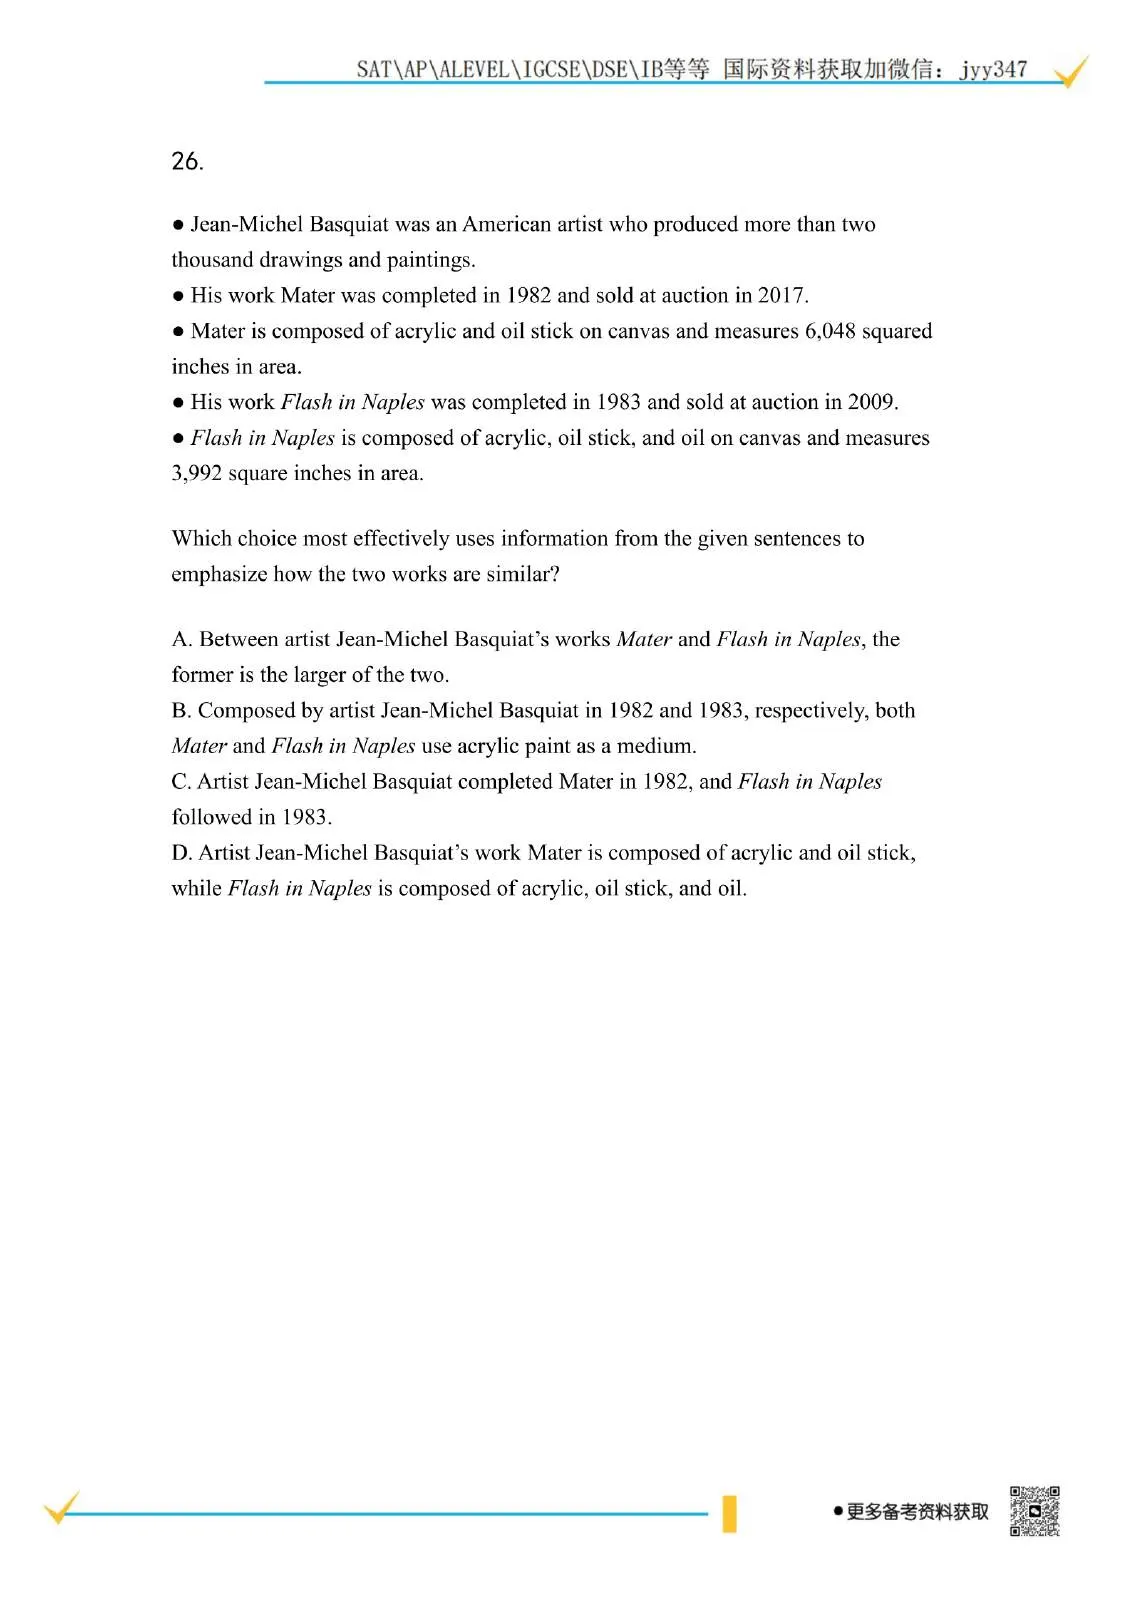 SAT\AP\ALEVEL\IGCSE\DSE\IB等等 国际资料获取加微信：jyy347
26.
● Jean-Michel Basquiat was an American artist who produced more than two
thousand drawings and paintings.
● His work Mater was completed in 1982 and sold at auction in 2017.
● Mater is composed of acrylic and oil stick on canvas and measures 6,048 squared
inches in area.
● His work Flash in Naples was completed in 1983 and sold at auction in 2009.
● Flash in Naples is composed of acrylic, oil stick, and oil on canvas and measures
3,992 square inches in area.
Which choice most effectively uses information from the given sentences to
emphasize how the two works are similar?
A. Between artist Jean-Michel Basquiat’s works Mater and Flash in Naples, the
former is the larger of the two.
B. Composed by artist Jean-Michel Basquiat in 1982 and 1983, respectively, both
Mater and Flash in Naples use acrylic paint as a medium.
C. Artist Jean-Michel Basquiat completed Mater in 1982, and Flash in Naples
followed in 1983.
D. Artist Jean-Michel Basquiat’s work Mater is composed of acrylic and oil stick,
while Flash in Naples is composed of acrylic, oil stick, and oil.
●更多备考资料获取